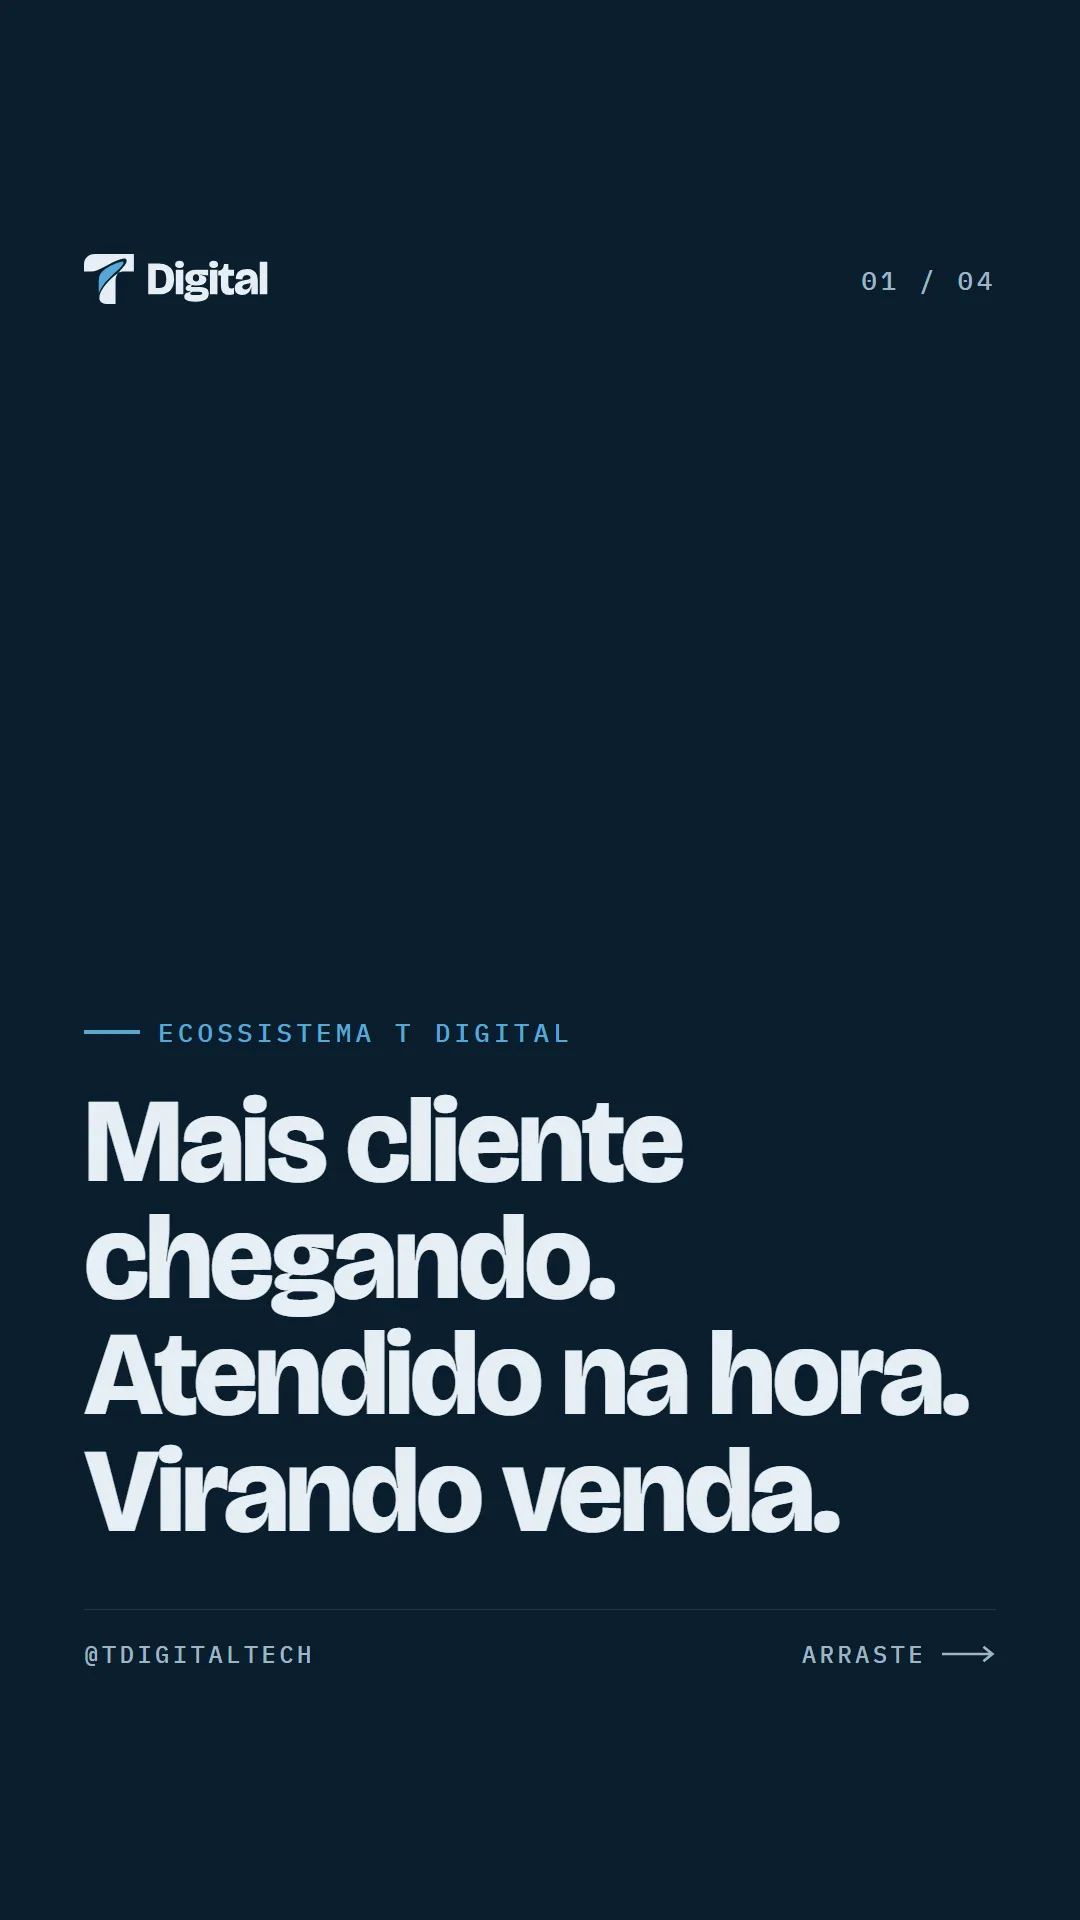 T Digital
01 / 04
ECOSSISTEMA T DIGITAL
Mais cliente
chegando.
Atendido na hora.
Virando venda.
@TDIGITALTECH
ARRASTE